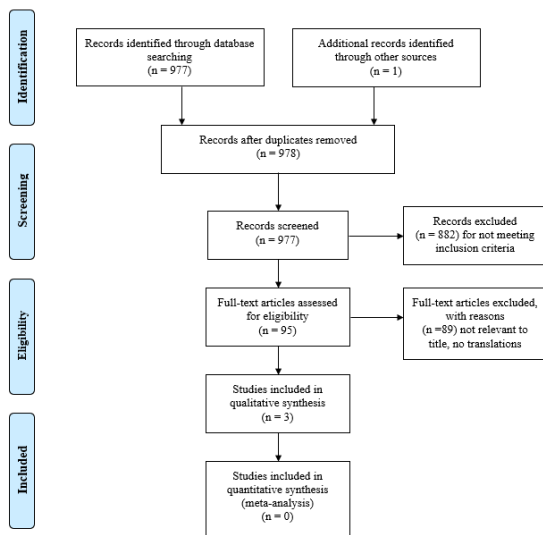 Identification
Records identified through database
searching
(n = 977)
Additional records identified
through other sources
(n = 1)
Records after duplicates removed
(n = 978)
Screening
Records screened
(n = 977)
Records excluded
(n = 882) for not meeting
inclusion criteria
Eligibility
Full-text articles assessed
for eligibility
(n = 95)
Full-text articles excluded,
with reasons
(n =89) not relevant to
title, no translations
Studies included in
qualitative synthesis
(n = 3)
Included
Studies included in
quantitative synthesis
(meta-analysis)
(n = 0)